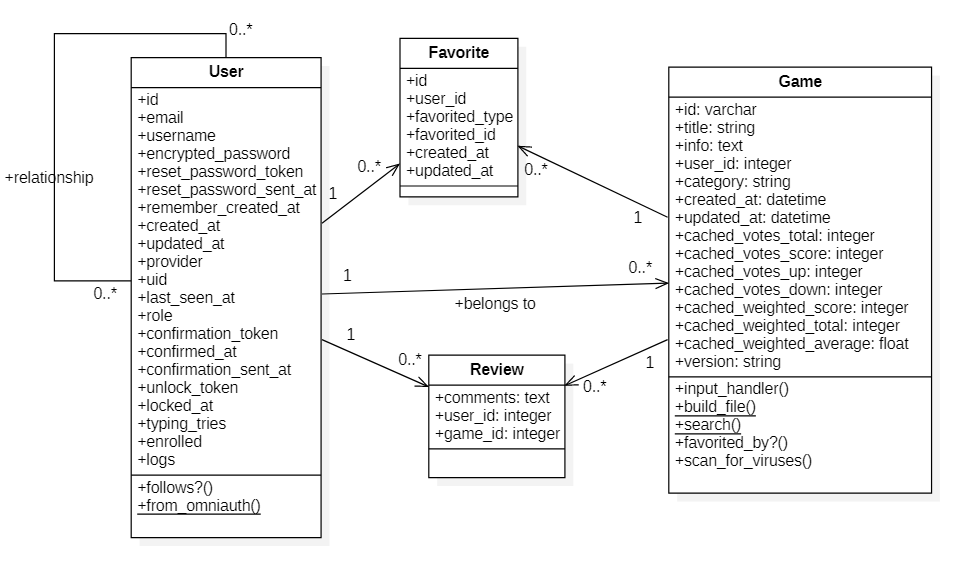 0..*
+relationship
0..*
User
+id
+email
+username
+encrypted_password
+reset_password_token
+reset_password_sent_at
+remember_created_at
+created_at
+updated_at
+provider
+uid
+last_seen_at
+role
+confirmation_token
+confirmed_at
+confirmation_sent_at
+unlock_token
+locked_at
+typing_tries
+enrolled
+logs
+follows?()
+from_omniauth()
1
0..*
Favorite
+id
+user_id
+favorited_type
+favorited_id
+created_at
+updated_at
0..*
1
1
0..*
+belongs to
1
0..*
Review
+comments: text
+user_id: integer
+game_id: integer
0..*
1
Game
+id: varchar
+title: string
+info: text
+user_id: integer
+category: string
+created_at: datetime
+updated_at: datetime
+cached_votes_total: integer
+cached_votes_score: integer
+cached_votes_up: integer
+cached_votes_down: integer
+cached_weighted_score: integer
+cached_weighted_total: integer
+cached_weighted_average: float
+version: string
+input_handler()
+build_file()
+search()
+favorited_by?()
+scan_for_viruses()